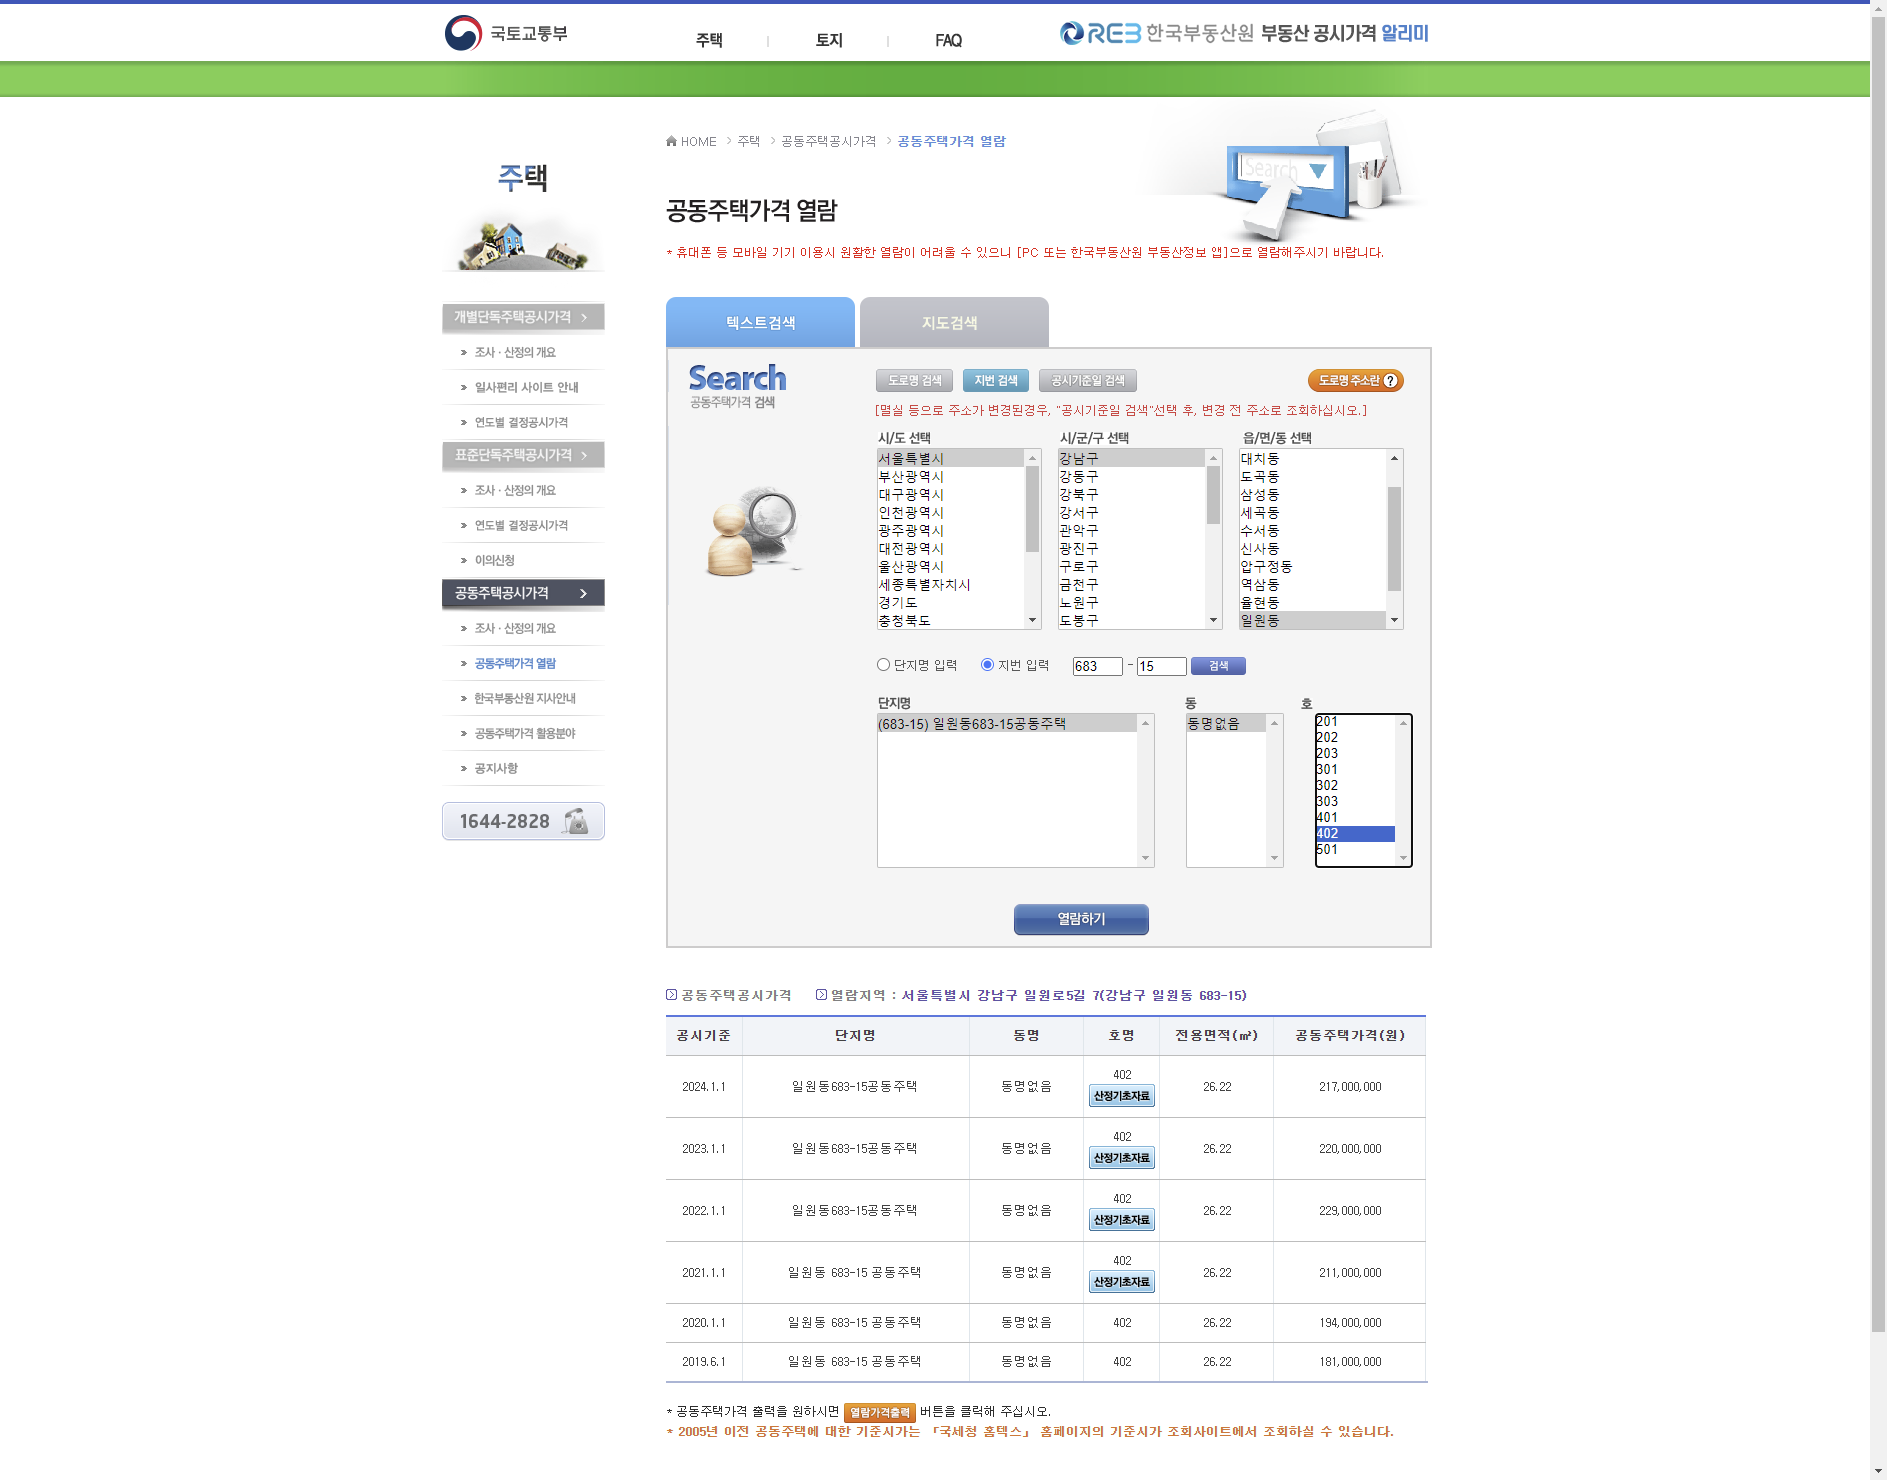 국토교통부
주택
토지
FAQ
REB 한국부동산원 부동산 공시가격 알리미
HOME > 주택 > 공동주택공시가격 > 공동주택가격 열람
Search
주택
공동주택가격 열람
* 휴대폰 등 모바일 기기 이용시 원활한 열람이 어려울 수 있으니 [PC 또는 한국부동산원 부동산정보 앱]으로 열람해주시기 바랍니다.
개별단독주택공시가격
조사 · 산정의 개요
일사편리 사이트 안내
연도별 결정공시가격
표준단독주택공시가격
조사 · 산정의 개요
연도별 결정공시가격
이의신청
공동주택공시가격
조사 · 산정의 개요
공동주택가격 열람
한국부동산원 지사안내
공동주택가격 활용분야
공지사항
1644-2828
텍스트검색
지도검색
Search
공동주택가격 검색
도로명 검색
지번 검색
공시기준일 검색
도로명 주소란 ?
[멸실 등으로 주소가 변경된경우, "공시기준일 검색"선택 후, 변경 전 주소로 조회하십시오.]
시/도 선택
서울특별시
부산광역시
대구광역시
인천광역시
광주광역시
대전광역시
울산광역시
세종특별자치시
경기도
충청북도
시/군/구 선택
강남구
강동구
강북구
강서구
관악구
광진구
구로구
금천구
노원구
도봉구
읍/면/동 선택
대치동
도곡동
삼성동
세곡동
수서동
신사동
압구정동
역삼동
율현동
일원동
단지명 입력
지번 입력
683 - 15 검색
단지명
(683-15) 일원동683-15공동주택
동
동명없음
호
201
202
203
301
302
303
401
402
501
열람하기
공동주택공시가격
열람지역 : 서울특별시 강남구 일원로5길 7(강남구 일원동 683-15)
공시기준 단지명 동명 호명 전용면적(㎡) 공동주택가격(원)
2024.1.1 일원동683-15공동주택 동명없음 402 산정기초자료 26.22 217,000,000
2023.1.1 일원동683-15공동주택 동명없음 402 산정기초자료 26.22 220,000,000
2022.1.1 일원동683-15공동주택 동명없음 402 산정기초자료 26.22 229,000,000
2021.1.1 일원동 683-15 공동주택 동명없음 402 산정기초자료 26.22 211,000,000
2020.1.1 일원동 683-15 공동주택 동명없음 402 26.22 194,000,000
2019.6.1 일원동 683-15 공동주택 동명없음 402 26.22 181,000,000
* 공동주택가격 출력을 원하시면 열람가격출력 버튼을 클릭해 주십시오.
* 2005년 이전 공동주택에 대한 기준시가는 「국세청 홈텍스」 홈페이지의 기준시가 조회사이트에서 조회하실 수 있습니다.